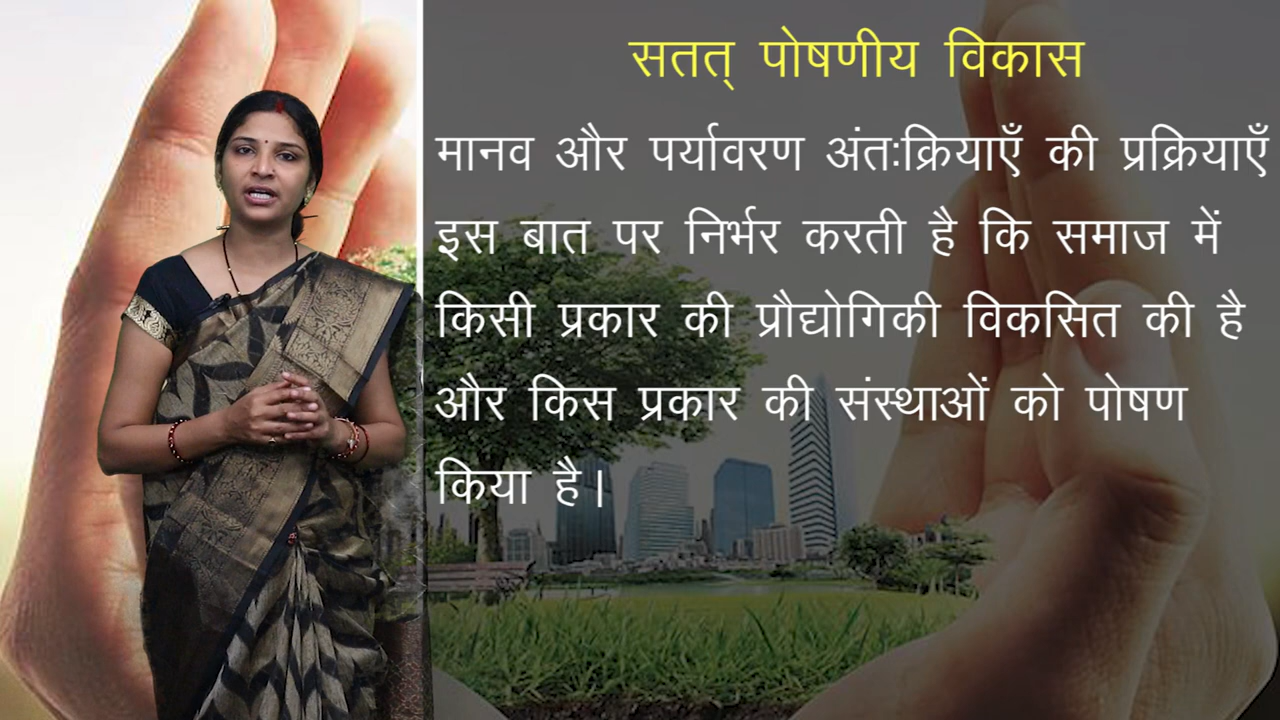 सतत् पोषणीय विकास
मानव और पर्यावरण अंतःक्रियाएँ की प्रक्रियाएँ
इस बात पर निर्भर करती है कि समाज में
किसी प्रकार की प्रौद्योगिकी विकसित की है
और किस प्रकार की संस्थाओं को पोषण
किया है।